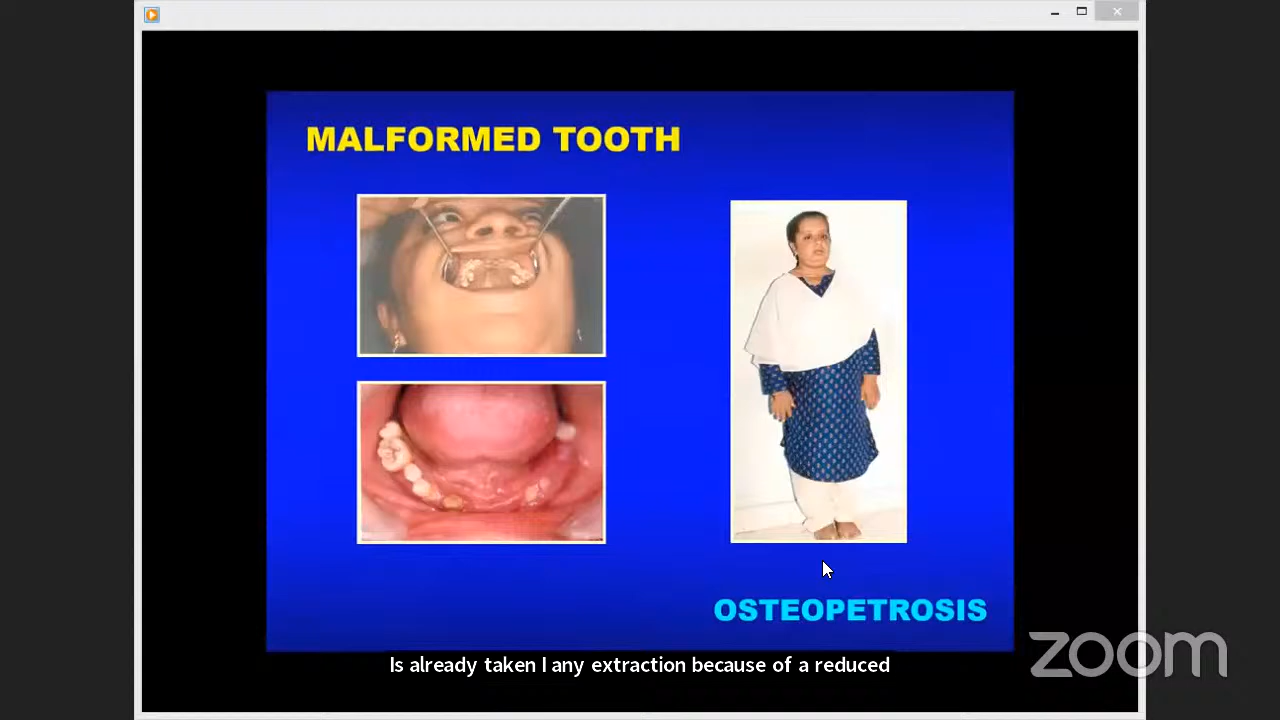 MALFORMED TOOTH
OSTEOPETROSIS
Is already taken I any extraction because of a reduced
zoom